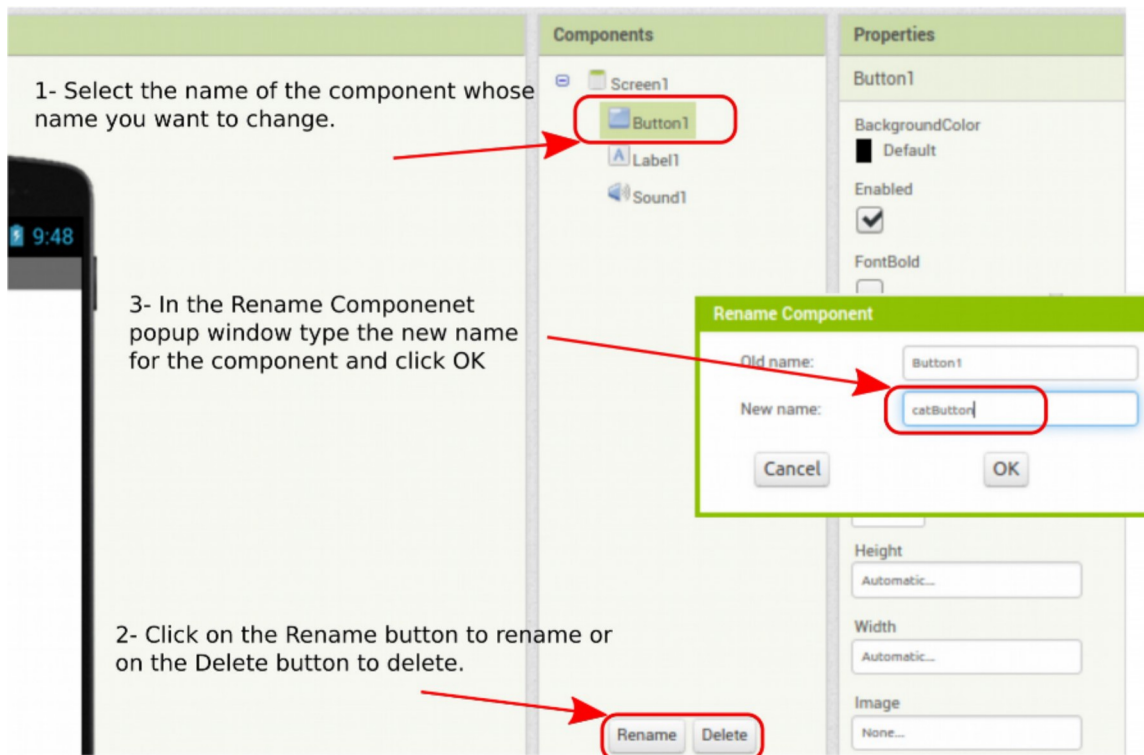 Components
Properties
1- Select the name of the component whose
name you want to change.
Screen1
Button1
Label1
Sound1
Button1
BackgroundColor
Default
Enabled
FontBold
9:48
3- In the Rename Componenet
popup window type the new name
for the component and click OK
Rename Component
Old name:
Button1
New name:
catButton
Cancel
OK
Height
Automatic...
Width
Automatic...
Image
None...
2- Click on the Rename button to rename or
on the Delete button to delete.
Rename
Delete